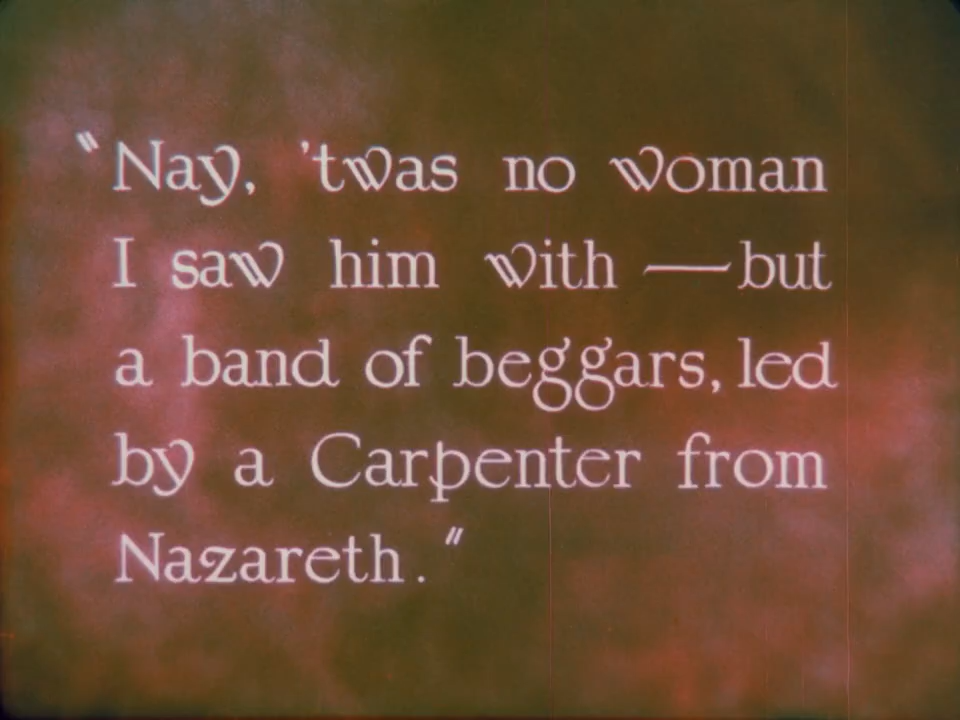 "Nay, 'twas no woman
I saw him with — but
a band of beggars, led
by a Carpenter from
Nazareth."